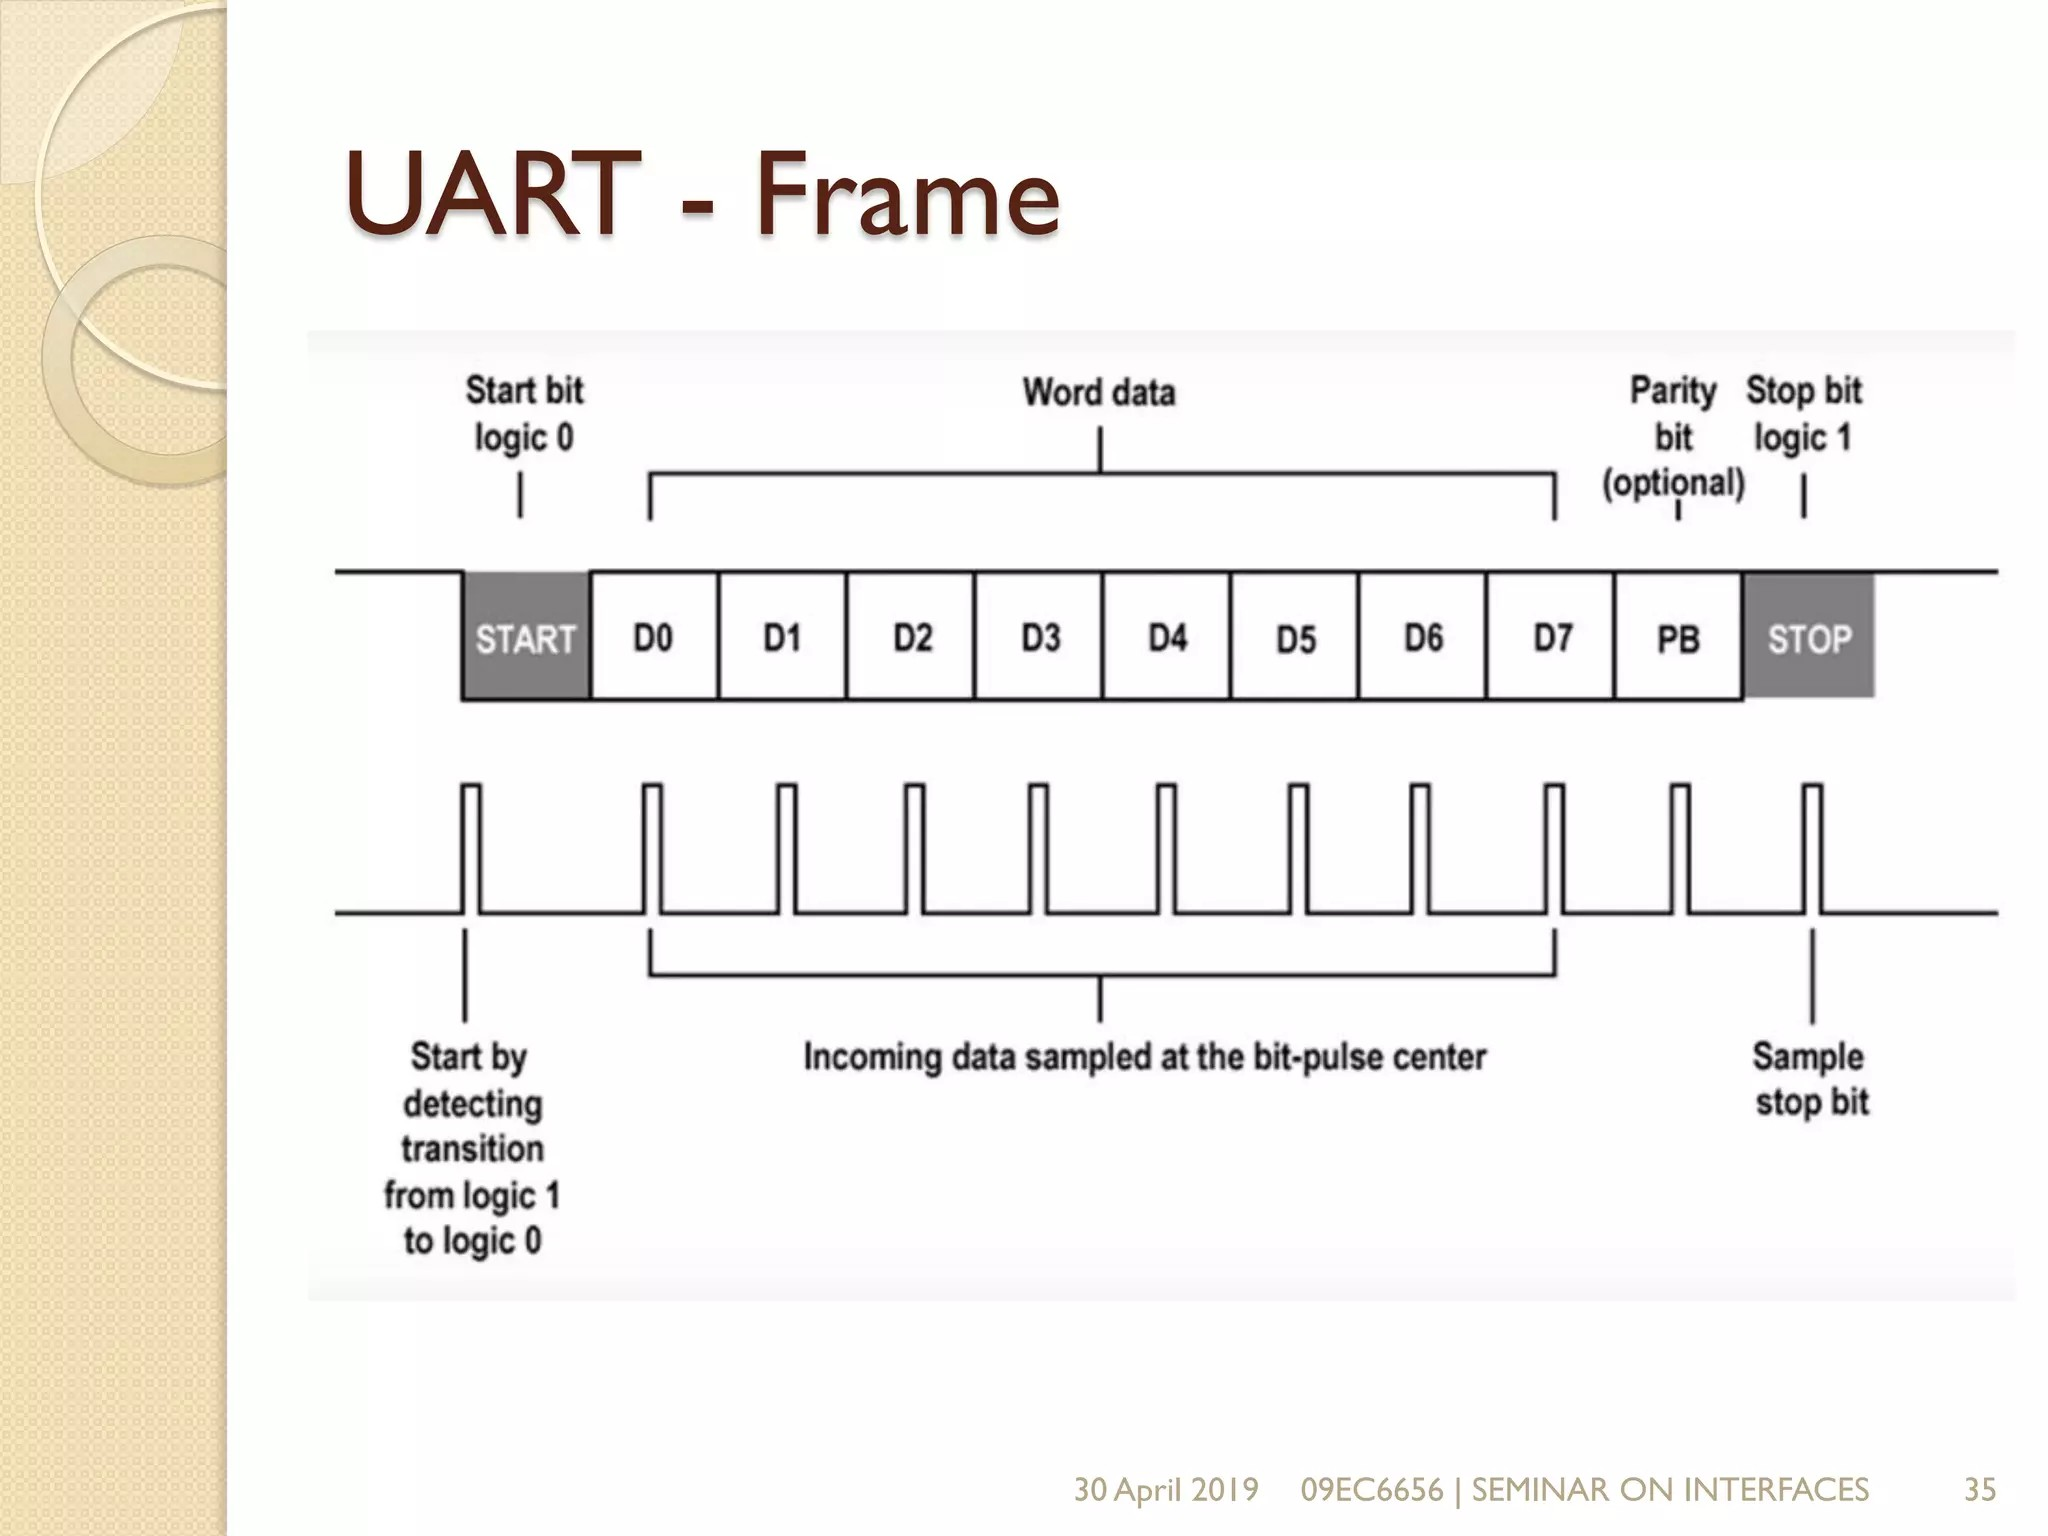 UART - Frame
Start bit
logic 0
Word data
Parity
bit
(optional)
Stop bit
logic 1
START D0 D1 D2 D3 D4 D5 D6 D7 PB STOP
Start by
detecting
transition
from logic 1
to logic 0
Incoming data sampled at the bit-pulse center
Sample
stop bit
30 April 2019 09EC6656 | SEMINAR ON INTERFACES 35